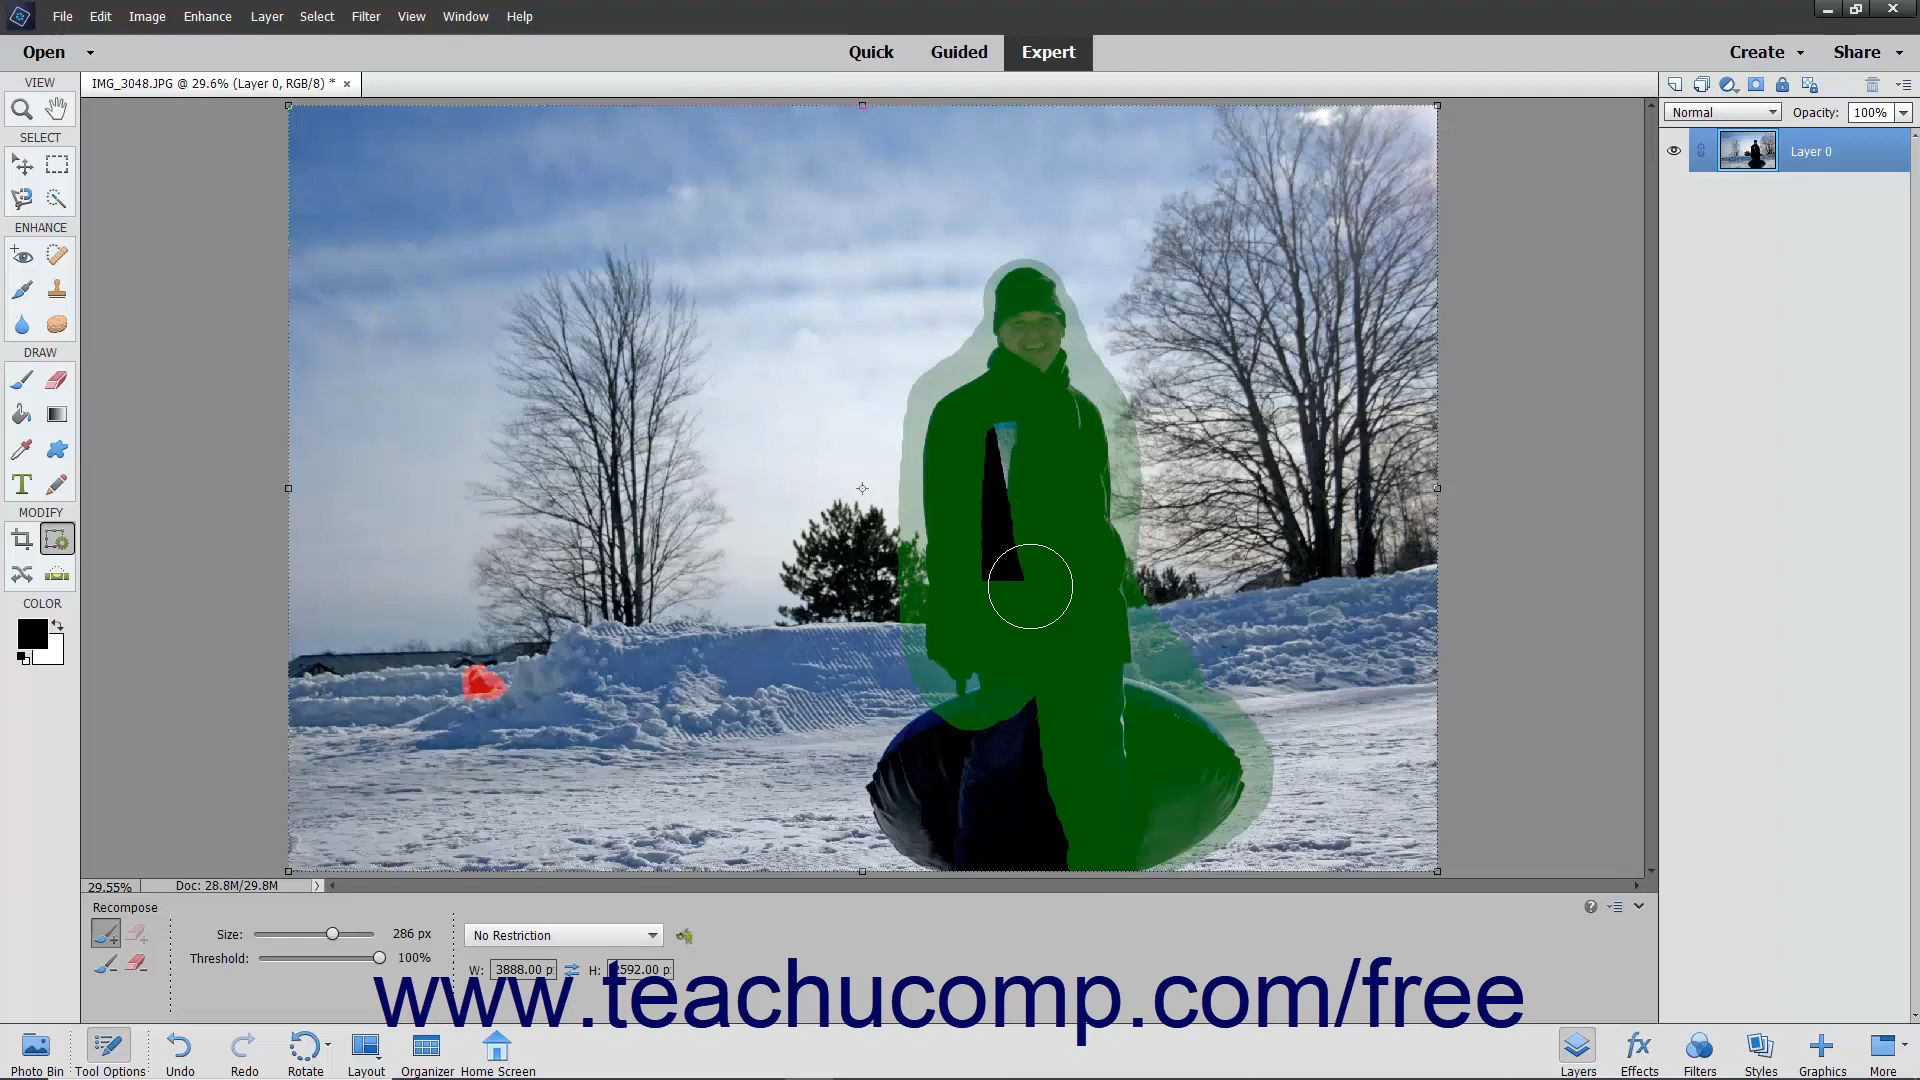 File Edit Image Enhance Layer Select Filter View Window Help
Open Quick Guided Expert Create Share
VIEW
IMG_3048.JPG @ 29.6% (Layer 0, RGB/8) * ×
Normal Opacity: 100%
SELECT
Layer 0
ENHANCE
DRAW
T
MODIFY
COLOR
29.55% Doc: 28.8M/29.8M
Recompose
Size: 286 px No Restriction
Threshold: 100%
W: 3888.00 p H: 2592.00 p
www.teachucomp.com/free
Photo Bin Tool Options Undo Redo Rotate Layout Organizer Home Screen fx Layers Effects Filters Styles Graphics More